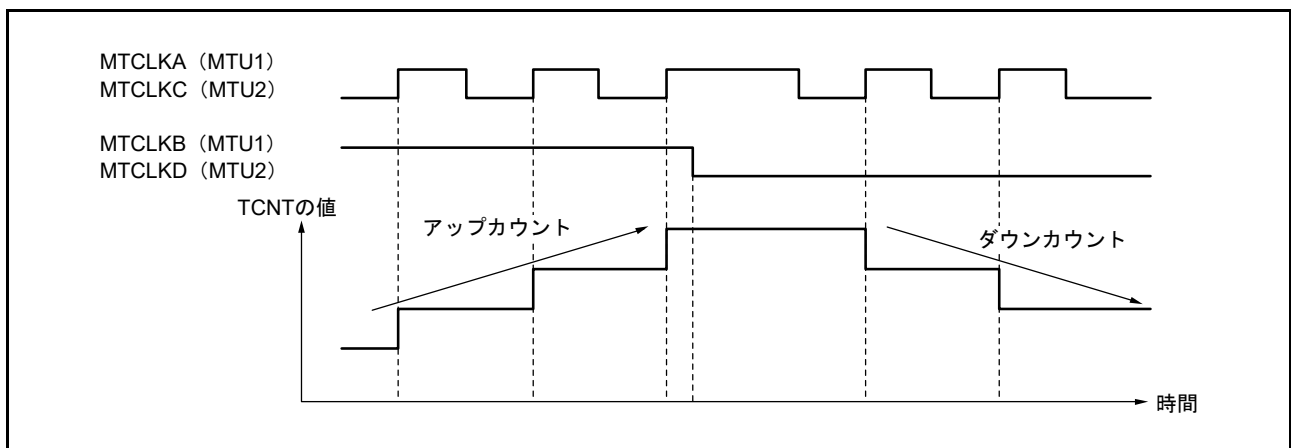 MTCLKA（MTU1）
MTCLKC（MTU2）
MTCLKB（MTU1）
MTCLKD（MTU2）
TCNTの値
アップカウント
ダウンカウント
時間